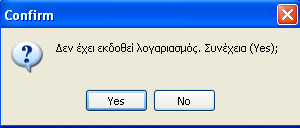 Confirm
Δεν έχει εκδοθεί λογαριασμός. Συνέχεια (Yes);
Yes
No